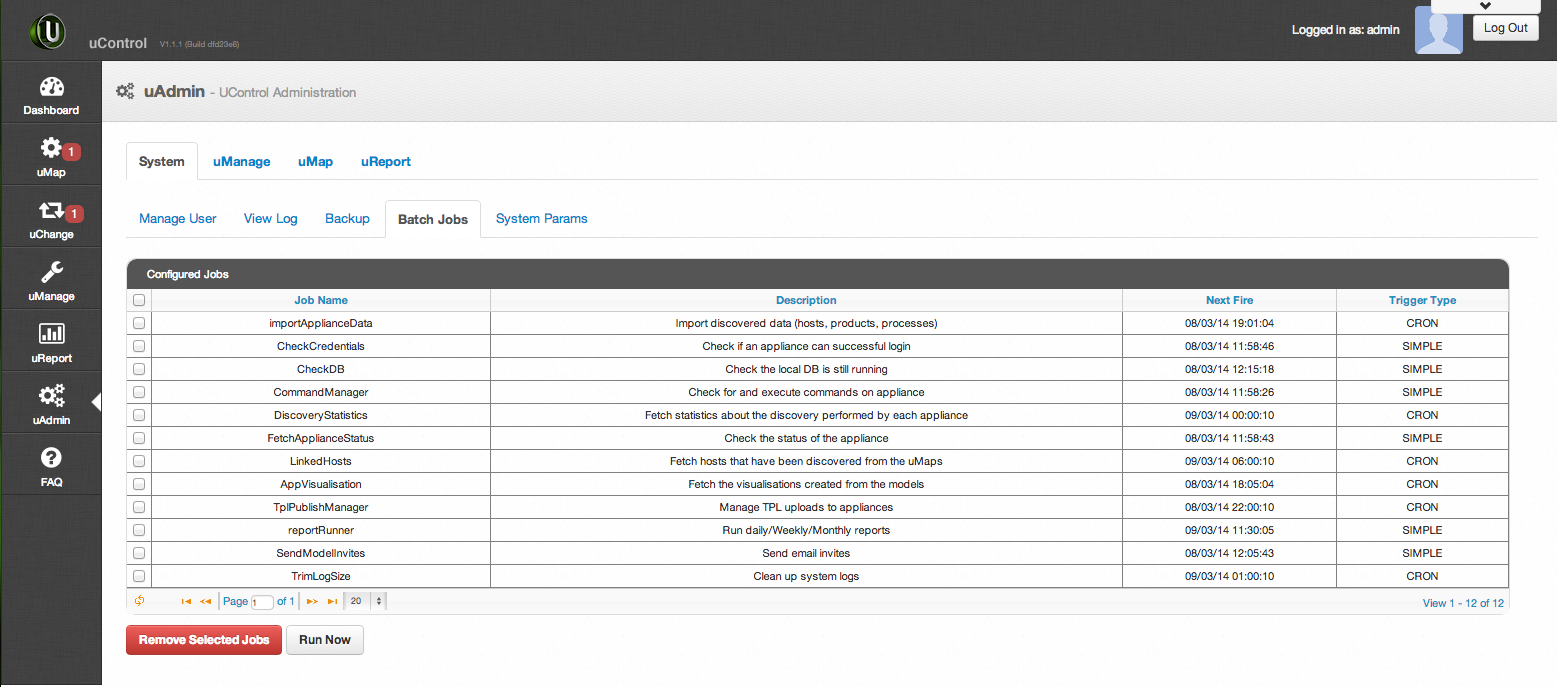 U
uControl V1.1.1 (Build dfd23e6)
Logged in as: admin
Log Out
Dashboard
1
uMap
1
uChange
uManage
uReport
uAdmin
?
FAQ
uAdmin - UControl Administration
System uManage uMap uReport
Manage User View Log Backup Batch Jobs System Params
Configured Jobs
Job Name Description Next Fire Trigger Type
importApplianceData Import discovered data (hosts, products, processes) 08/03/14 19:01:04 CRON
CheckCredentials Check if an appliance can successful login 08/03/14 11:58:46 SIMPLE
CheckDB Check the local DB is still running 08/03/14 12:15:18 SIMPLE
CommandManager Check for and execute commands on appliance 08/03/14 11:58:26 SIMPLE
DiscoveryStatistics Fetch statistics about the discovery performed by each appliance 09/03/14 00:00:10 CRON
FetchApplianceStatus Check the status of the appliance 08/03/14 11:58:43 SIMPLE
LinkedHosts Fetch hosts that have been discovered from the uMaps 09/03/14 06:00:10 CRON
AppVisualisation Fetch the visualisations created from the models 08/03/14 18:05:04 CRON
TplPublishManager Manage TPL uploads to appliances 08/03/14 22:00:10 CRON
reportRunner Run daily/Weekly/Monthly reports 09/03/14 11:30:05 SIMPLE
SendModelInvites Send email invites 08/03/14 12:05:43 SIMPLE
TrimLogSize Clean up system logs 09/03/14 01:00:10 CRON
Page 1 of 1 20 View 1 - 12 of 12
Remove Selected Jobs Run Now